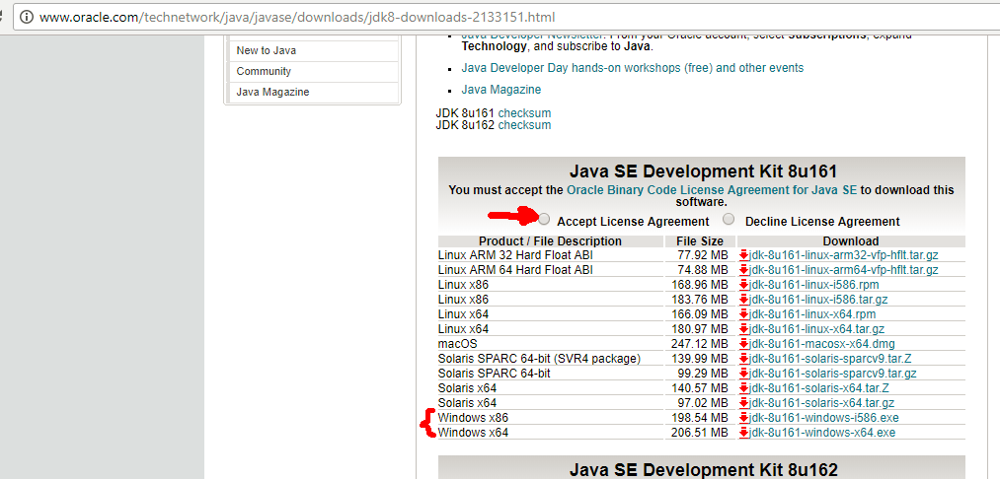 www.oracle.com/technetwork/java/javase/downloads/jdk8-downloads-2133151.html
New to Java
Community
Java Magazine
Java Developer Newsletter: From your Oracle account, select Subscriptions, expand
Technology, and subscribe to Java.
Java Developer Day hands-on workshops (free) and other events
Java Magazine
JDK 8u161 checksum
JDK 8u162 checksum
Java SE Development Kit 8u161
You must accept the Oracle Binary Code License Agreement for Java SE to download this
software.
Accept License Agreement Decline License Agreement
Product / File Description File Size Download
Linux ARM 32 Hard Float ABI 77.92 MB jdk-8u161-linux-arm32-vfp-hflt.tar.gz
Linux ARM 64 Hard Float ABI 74.88 MB jdk-8u161-linux-arm64-vfp-hflt.tar.gz
Linux x86 168.96 MB jdk-8u161-linux-i586.rpm
Linux x86 183.76 MB jdk-8u161-linux-i586.tar.gz
Linux x64 166.09 MB jdk-8u161-linux-x64.rpm
Linux x64 180.97 MB jdk-8u161-linux-x64.tar.gz
macOS 247.12 MB jdk-8u161-macosx-x64.dmg
Solaris SPARC 64-bit (SVR4 package) 139.99 MB jdk-8u161-solaris-sparcv9.tar.Z
Solaris SPARC 64-bit 99.29 MB jdk-8u161-solaris-sparcv9.tar.gz
Solaris x64 140.57 MB jdk-8u161-solaris-x64.tar.Z
Solaris x64 97.02 MB jdk-8u161-solaris-x64.tar.gz
Windows x86 198.54 MB jdk-8u161-windows-i586.exe
Windows x64 206.51 MB jdk-8u161-windows-x64.exe
Java SE Development Kit 8u162